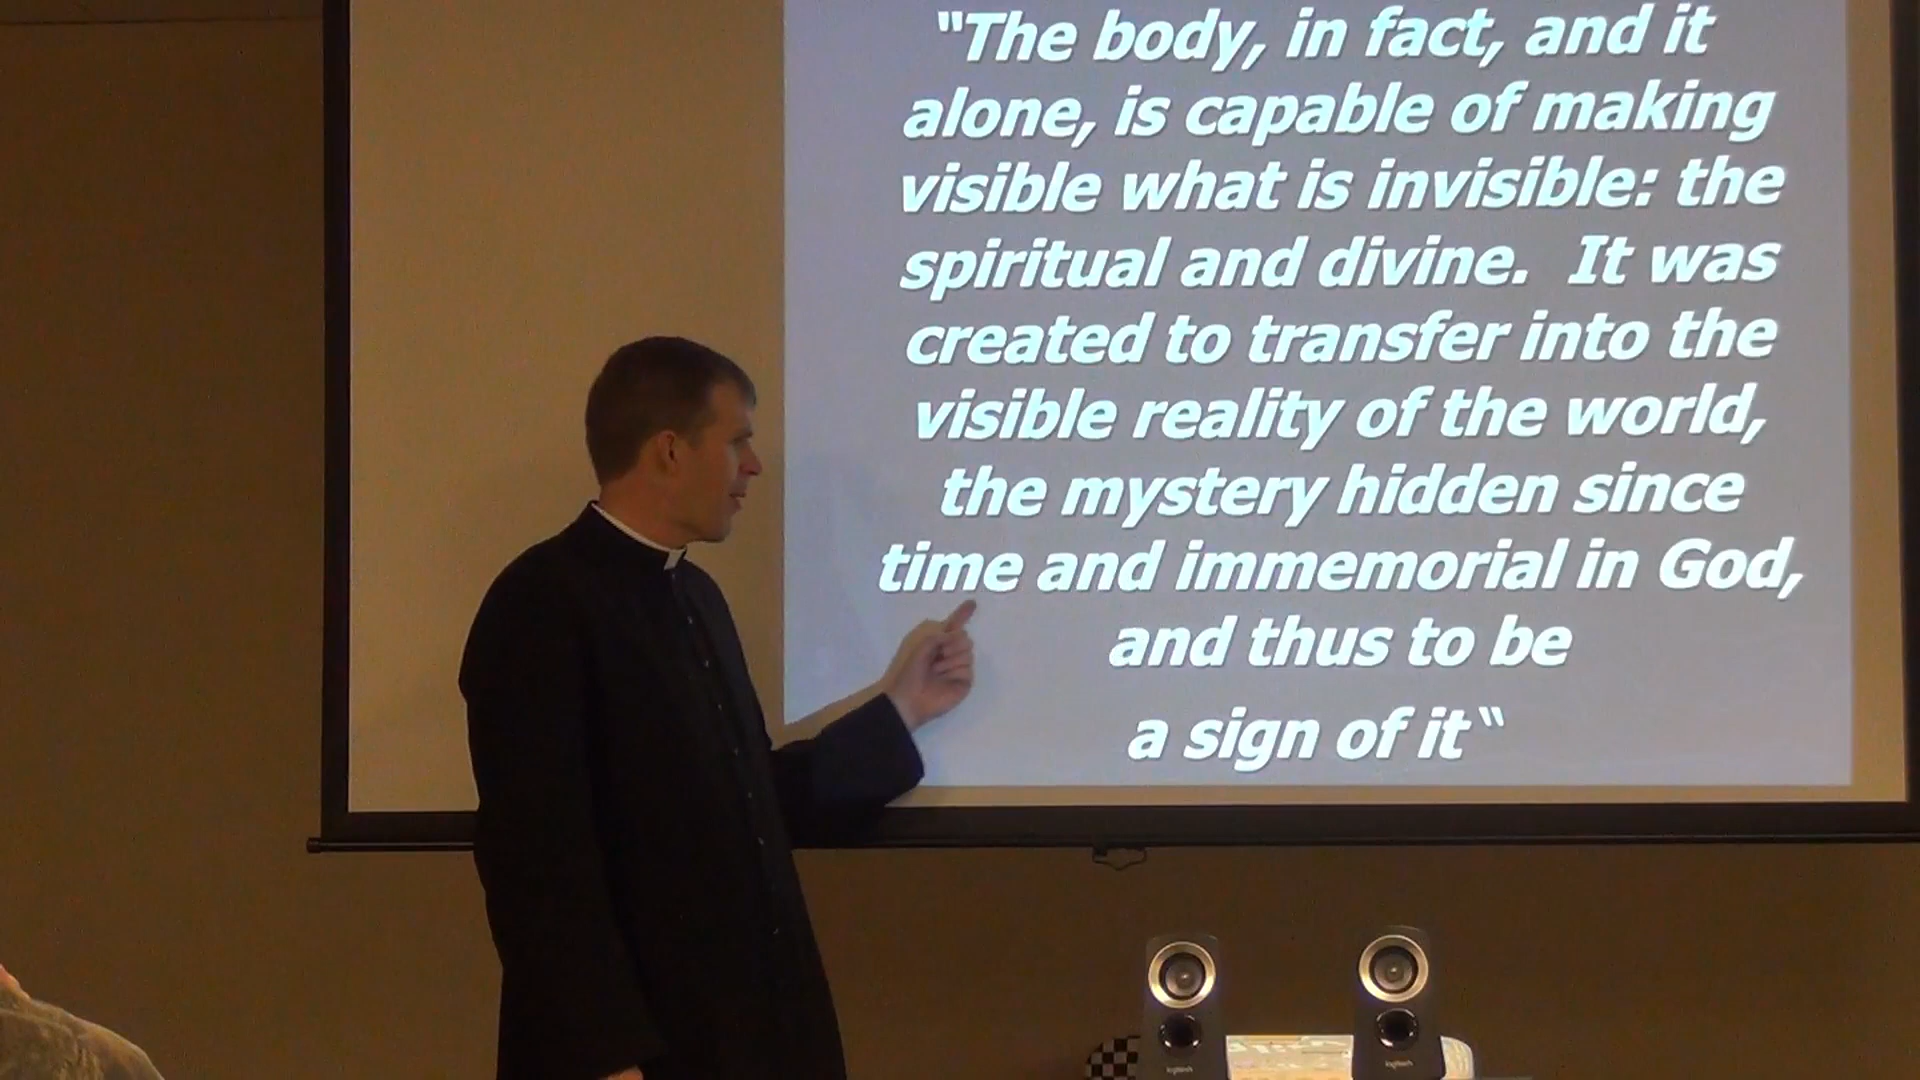 "The body, in fact, and it
alone, is capable of making
visible what is invisible: the
spiritual and divine. It was
created to transfer into the
visible reality of the world,
the mystery hidden since
time and immemorial in God,
and thus to be
a sign of it“
logitech
logitech